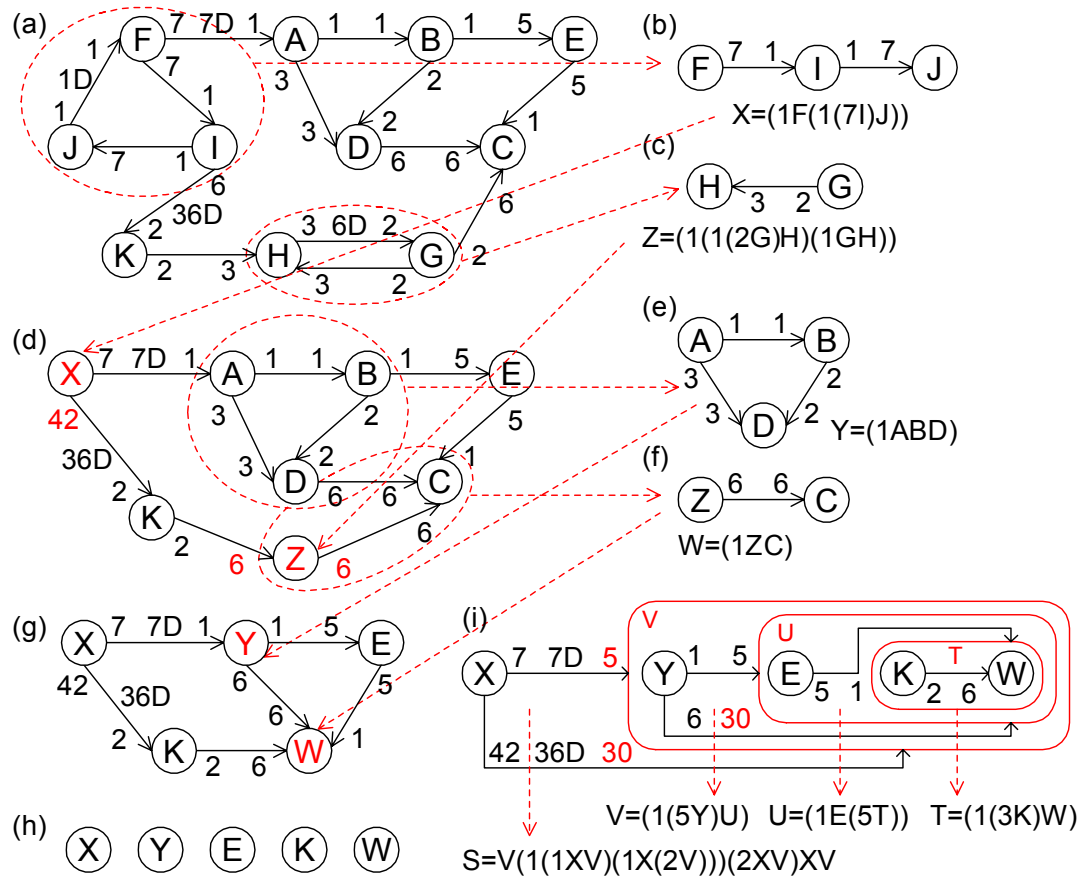 (a)
F 7 7D 1 A 1 1 B 1 5 E
1 7 3 2 5
1D
1 1 3 2 1
J 7 1 I D 6 6 C
6 6
36D
2
K 2 3 H 3 6D 2 G 2
3 2
(b)
F 7 1 I 1 7 J
X=(1F(1(7I)J))
(c)
H 3 2 G
Z=(1(1(2G)H)(1GH))
(d)
X 7 7D 1 A 1 1 B 1 5 E
42 3 2 5
36D
2 3 2 1
K D 6 6 C
2 6 Z 6 6
(e)
A 1 1 B
3 2
3 2
D
Y=(1ABD)
(f)
Z 6 6 C
W=(1ZC)
(g)
X 7 7D 1 Y 1 5 E
42 6 5
36D
2 6 1
K 2 6 W
(h)
X Y E K W
(i)
V
U
T
X 7 7D 5 Y 1 5 E 5 1 K 2 6 W
6 30
42 36D 30
V=(1(5Y)U) U=(1E(5T)) T=(1(3K)W)
S=V(1(1XV)(1X(2V)))(2XV)XV